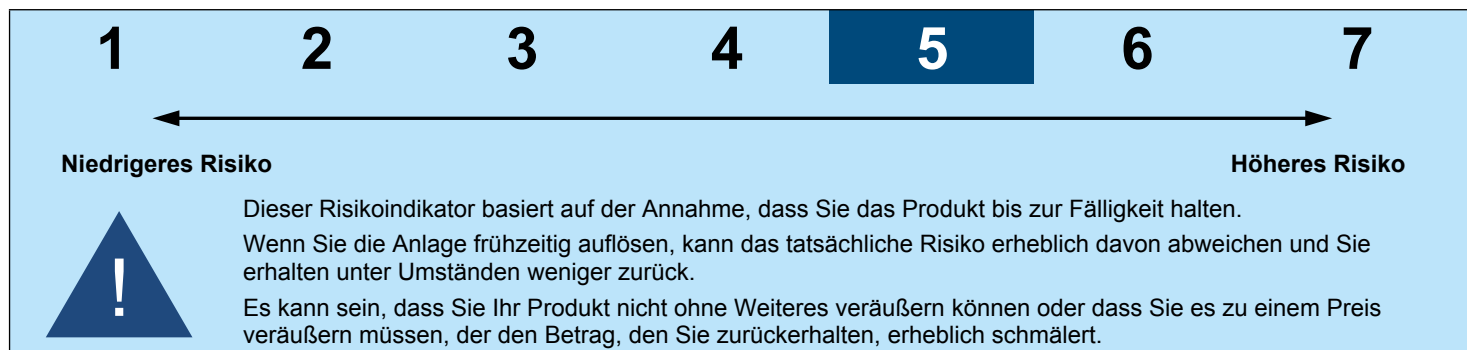 1 2 3 4 5 6 7
Niedrigeres Risiko Höheres Risiko
Dieser Risikoindikator basiert auf der Annahme, dass Sie das Produkt bis zur Fälligkeit halten.
Wenn Sie die Anlage frühzeitig auflösen, kann das tatsächliche Risiko erheblich davon abweichen und Sie
erhalten unter Umständen weniger zurück.
Es kann sein, dass Sie Ihr Produkt nicht ohne Weiteres veräußern können oder dass Sie es zu einem Preis
veräußern müssen, der den Betrag, den Sie zurückerhalten, erheblich schmälert.
!